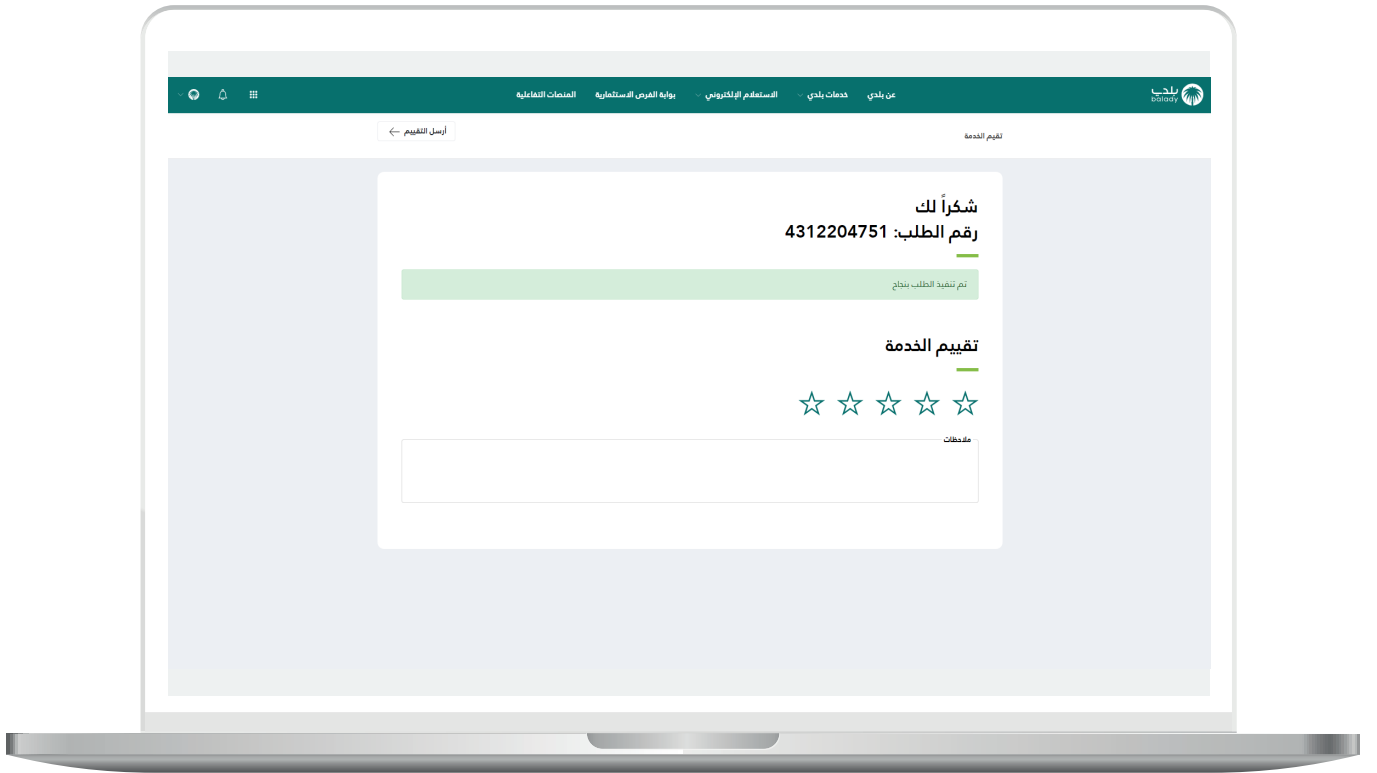 بلدي
balady
عن بلدي
خدمات بلدي
الاستعلام الإلكتروني
بوابة الفرص الاستثمارية
المنصات التفاعلية
تقيم الخدمة
أرسل التقييم
شكراً لك
رقم الطلب: 4312204751
تم تنفيذ الطلب بنجاح
تقييم الخدمة
ملاحظات